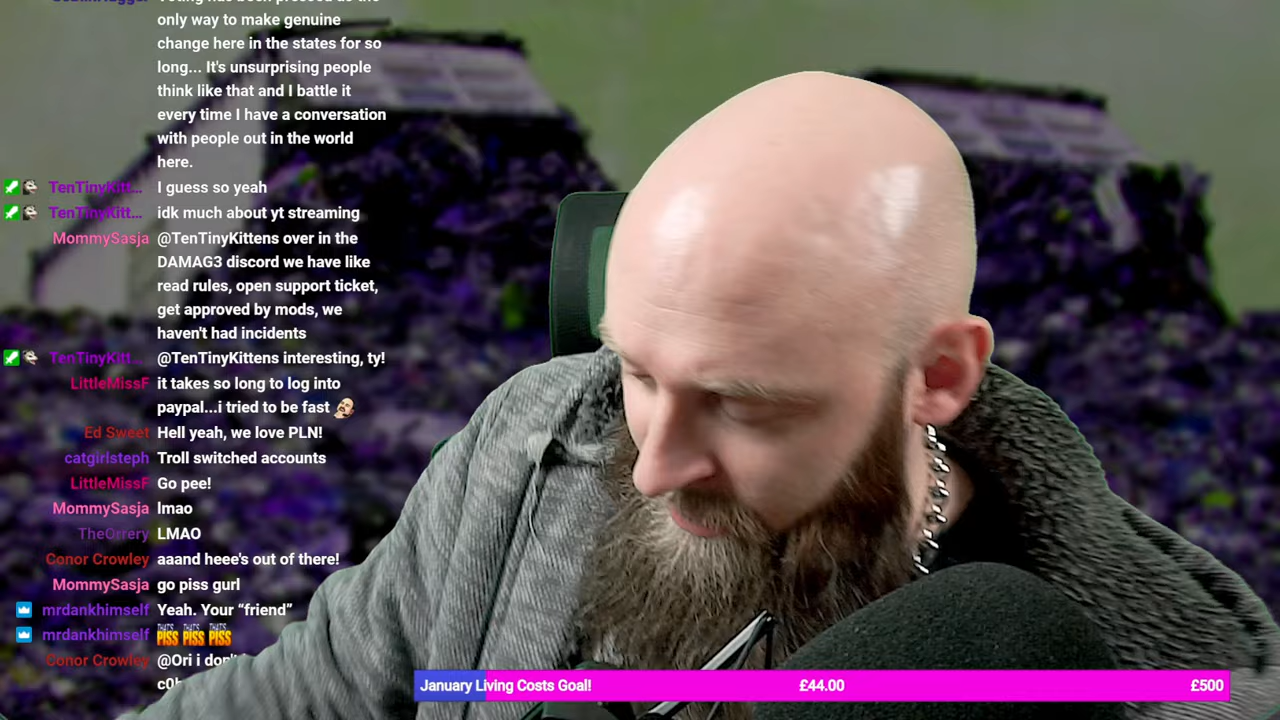 only way to make genuine
change here in the states for so
long... It's unsurprising people
think like that and I battle it
every time I have a conversation
with people out in the world
here.
TenTinyKitt... I guess so yeah
TenTinyKitt... idk much about yt streaming
MommySasja @TenTinyKittens over in the
DAMAG3 discord we have like
read rules, open support ticket,
get approved by mods, we
haven't had incidents
TenTinyKitt... @TenTinyKittens interesting, ty!
LittleMissF it takes so long to log into
paypal...i tried to be fast
Ed Sweet Hell yeah, we love PLN!
catgirlsteph Troll switched accounts
LittleMissF Go pee!
MommySasja lmao
TheOrrery LMAO
Conor Crowley aaand heee's out of there!
MommySasja go piss gurl
mrdankhimself Yeah. Your “friend”
mrdankhimself THATS PISS THATS PISS THATS PISS
Conor Crowley @Ori i don't
January Living Costs Goal! £44.00 £500